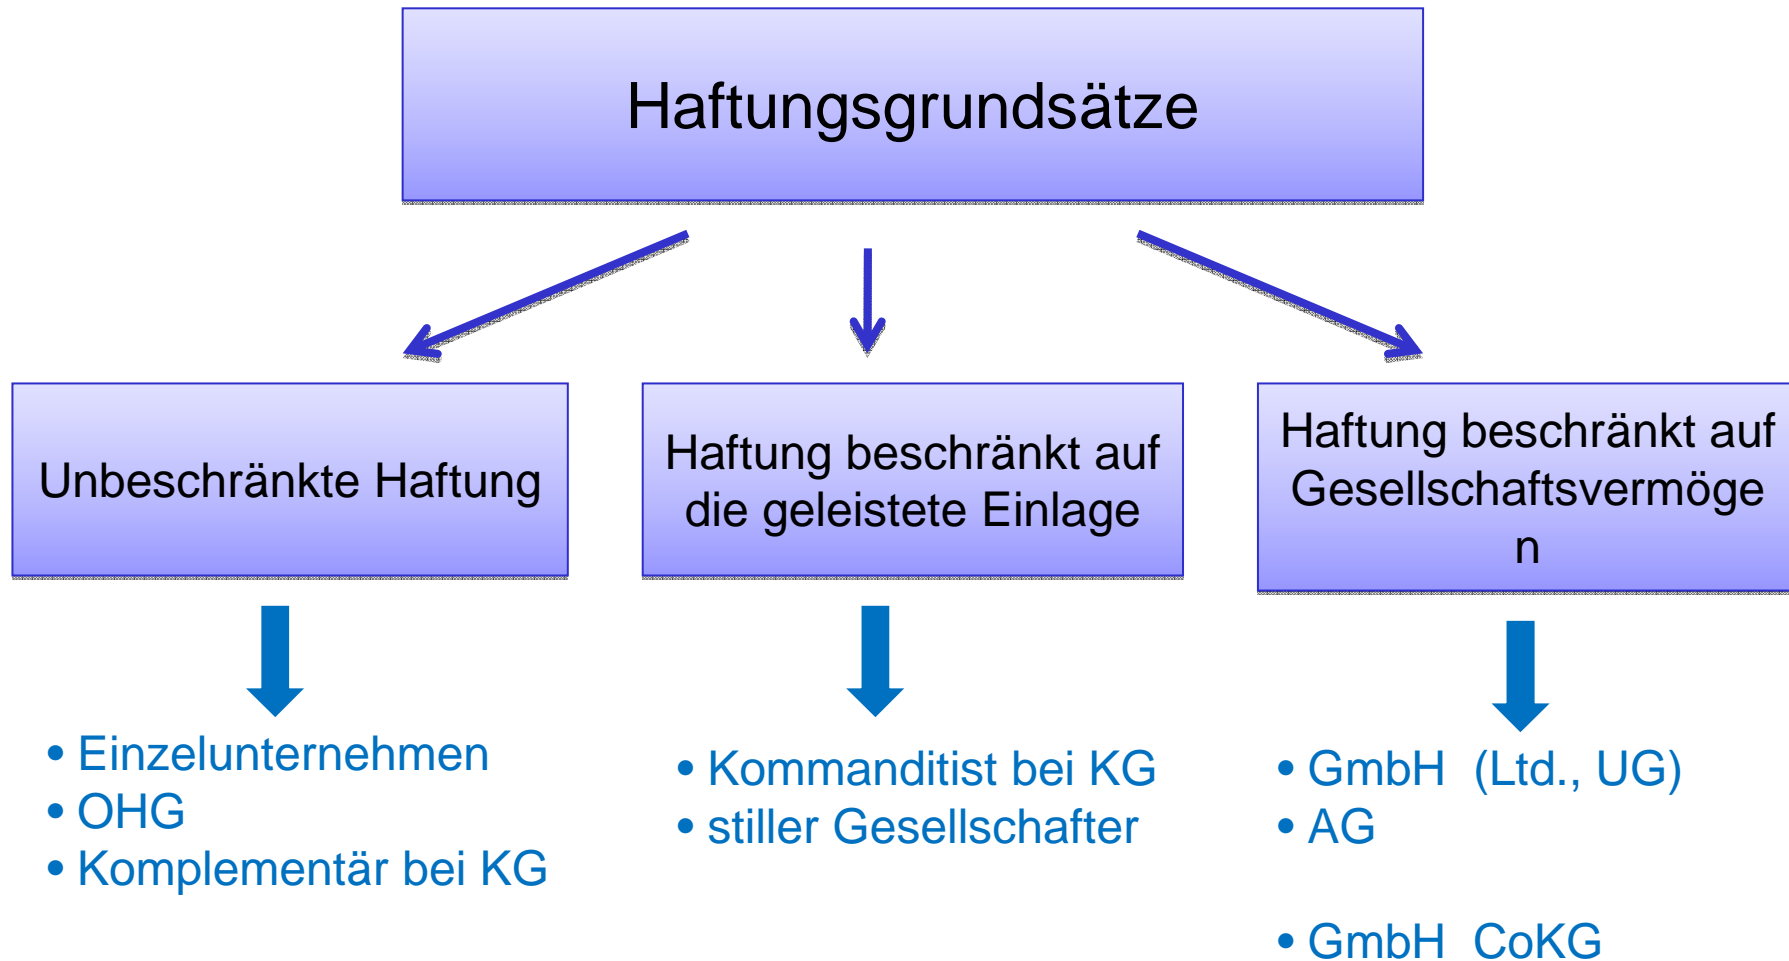 Haftungsgrundsätze
Unbeschränkte Haftung
Haftung beschränkt auf
die geleistete Einlage
Haftung beschränkt auf
Gesellschaftsvermöge
n
• Einzelunternehmen
• OHG
• Komplementär bei KG
• Kommanditist bei KG
• stiller Gesellschafter
• GmbH (Ltd., UG)
• AG
• GmbH CoKG